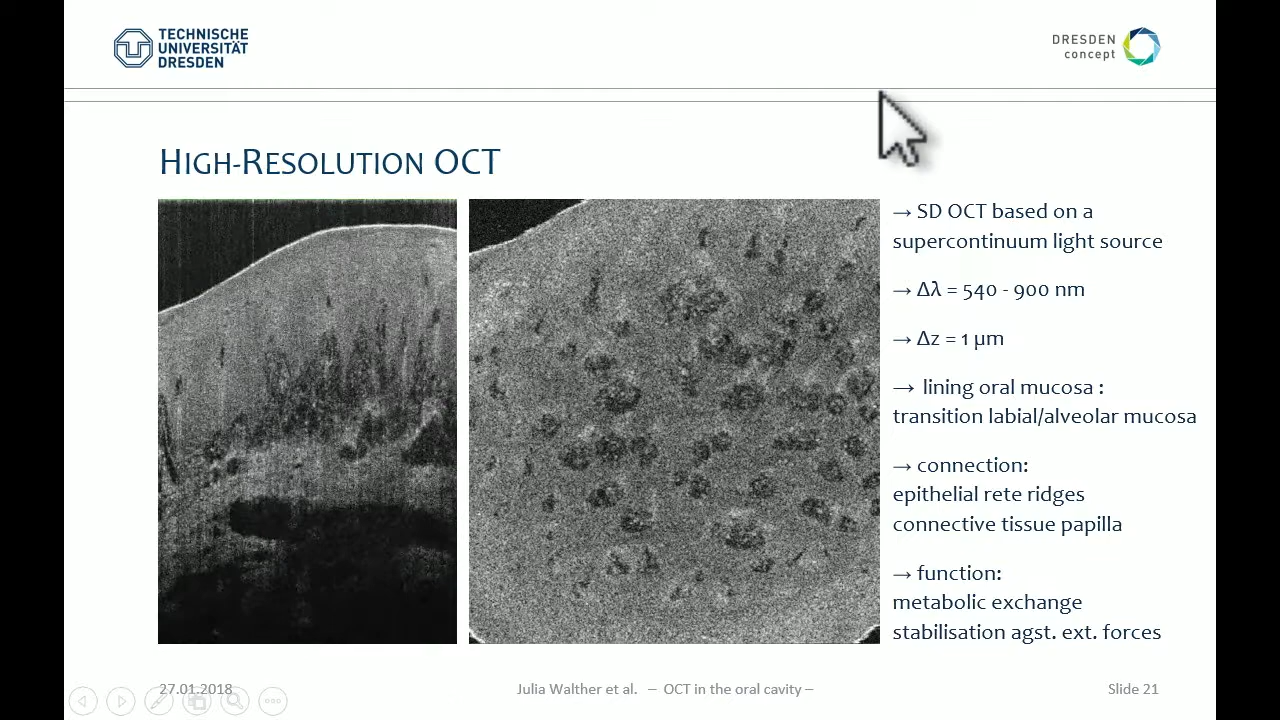 TECHNISCHE
UNIVERSITÄT
DRESDEN
DRESDEN
concept
HIGH-RESOLUTION OCT
→ SD OCT based on a
supercontinuum light source
→ Δλ = 540 - 900 nm
→ Δz = 1 µm
→ lining oral mucosa :
transition labial/alveolar mucosa
→ connection:
epithelial rete ridges
connective tissue papilla
→ function:
metabolic exchange
stabilisation agst. ext. forces
27.01.2018
Julia Walther et al. – OCT in the oral cavity –
Slide 21